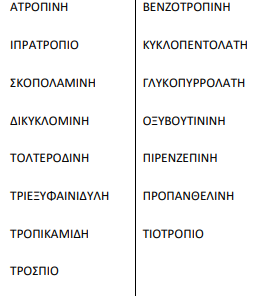 ΑΤΡΟΠΙΝΗ ΒΕΝΖΟΤΡΟΠΙΝΗ
ΙΠΡΑΤΡΟΠΙΟ ΚΥΚΛΟΠΕΝΤΟΛΑΤΗ
ΣΚΟΠΟΛΑΜΙΝΗ ΓΛΥΚΟΠΥΡΡΟΛΑΤΗ
ΔΙΚΥΚΛΟΜΙΝΗ ΟΞΥΒΟΥΤΙΝΙΝΗ
ΤΟΛΤΕΡΟΔΙΝΗ ΠΙΡΕΝΖΕΠΙΝΗ
ΤΡΙΕΞΥΦΑΙΝΙΔΥΛΗ ΠΡΟΠΑΝΘΕΛΙΝΗ
ΤΡΟΠΙΚΑΜΙΔΗ ΤΙΟΤΡΟΠΙΟ
ΤΡΟΣΠΙΟ